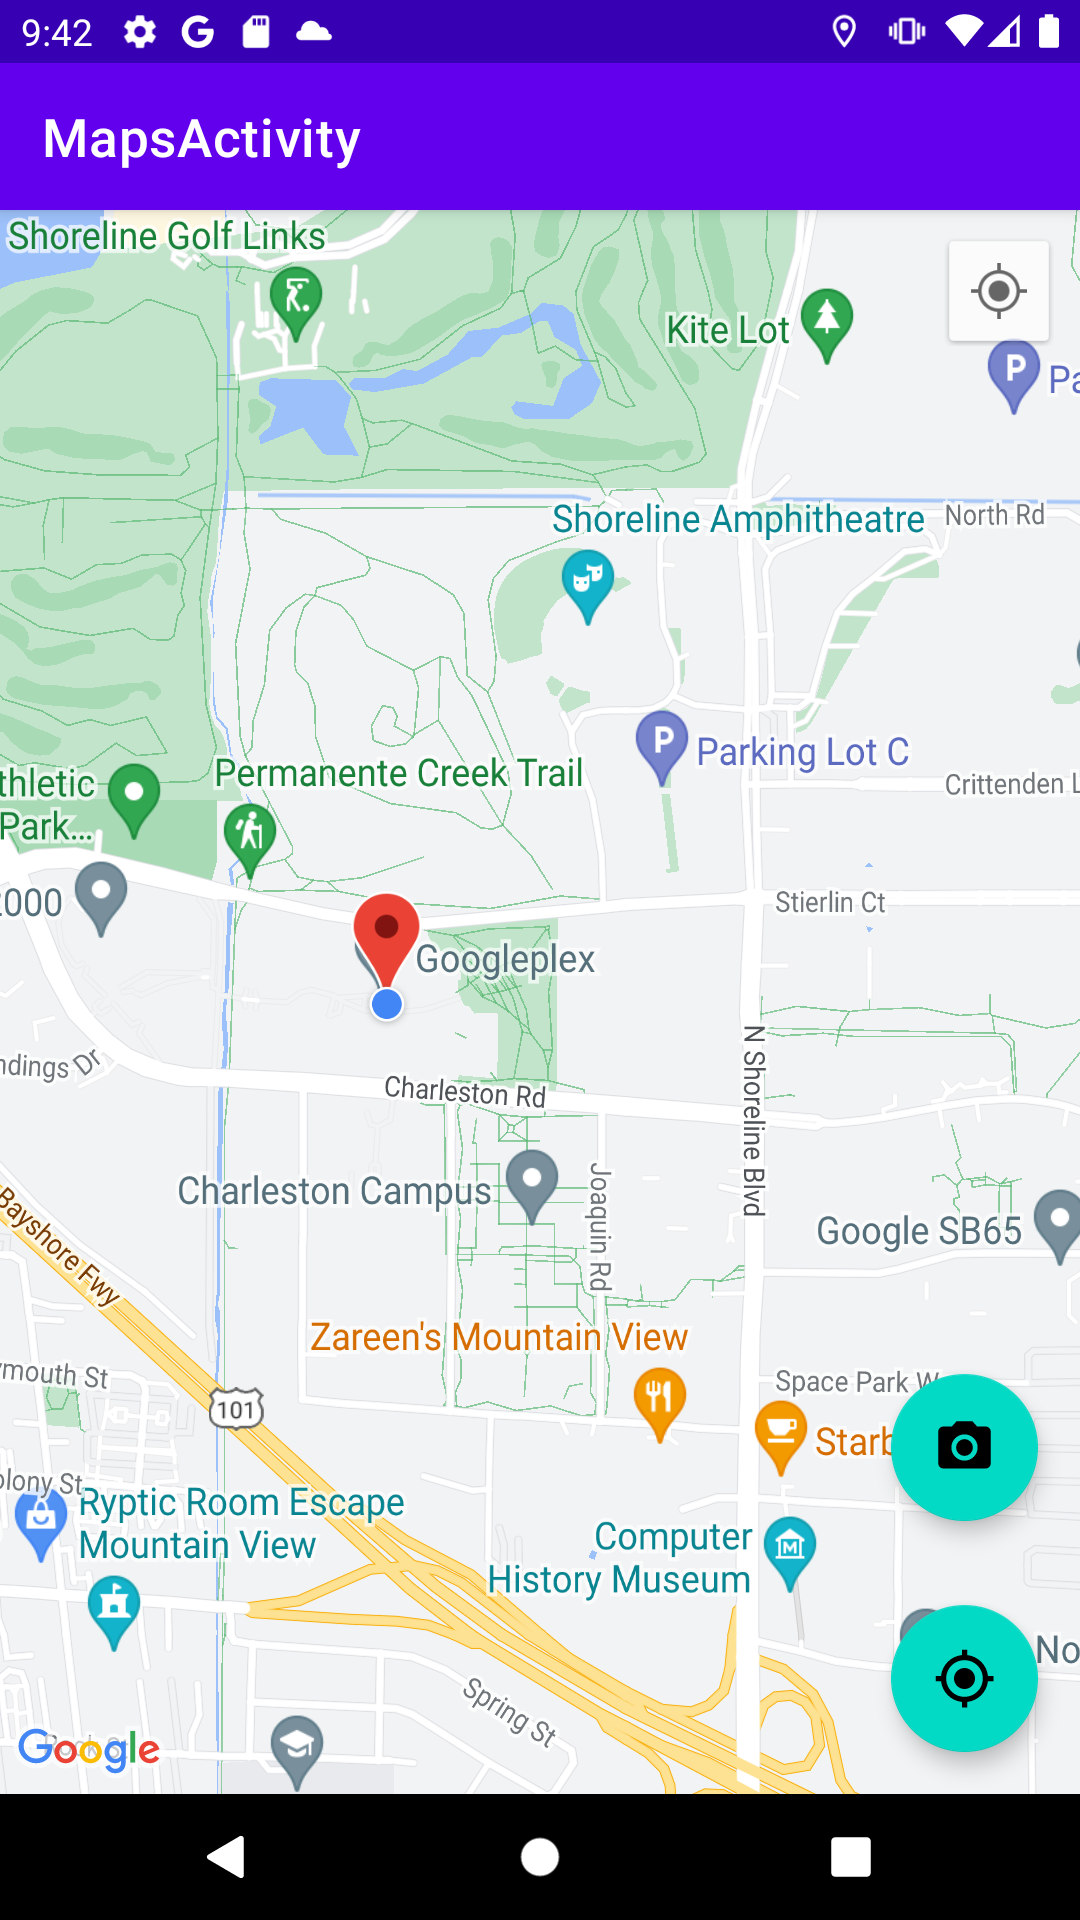 9:42
MapsActivity
Shoreline Golf Links
Kite Lot
P
Pa
Shoreline Amphitheatre
North Rd
P
Parking Lot C
Permanente Creek Trail
thletic
Park...
Crittenden L
2000
Stierlin Ct
Googleplex
ndings Dr
Charleston Rd
N Shoreline Blvd
Charleston Campus
Joaquin Rd
Google SB65
Bayshore Fwy
Zareen's Mountain View
ymouth St
101
Space Park W
Starb
olony St
Ryptic Room Escape
Mountain View
Computer
History Museum
M
No
Spring St
Google